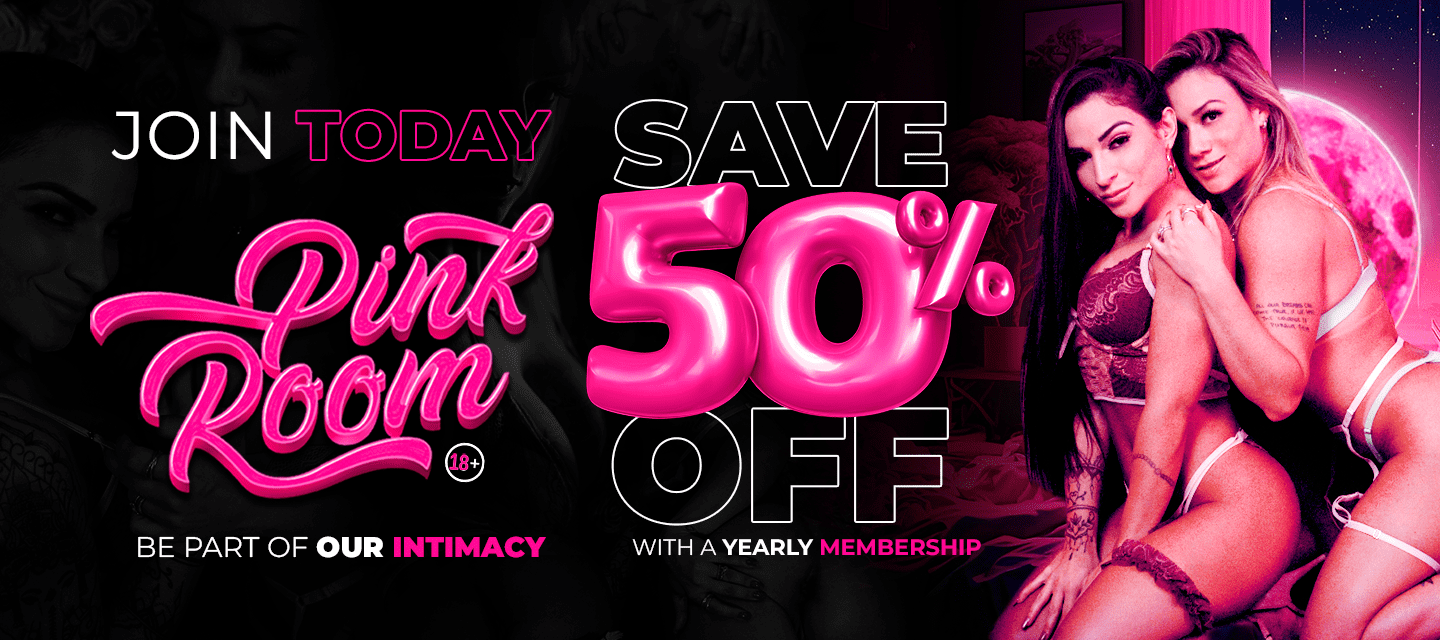 JOIN TODAY
Pink
Room
18+
BE PART OF OUR INTIMACY
SAVE
50%
OFF
WITH A YEARLY MEMBERSHIP